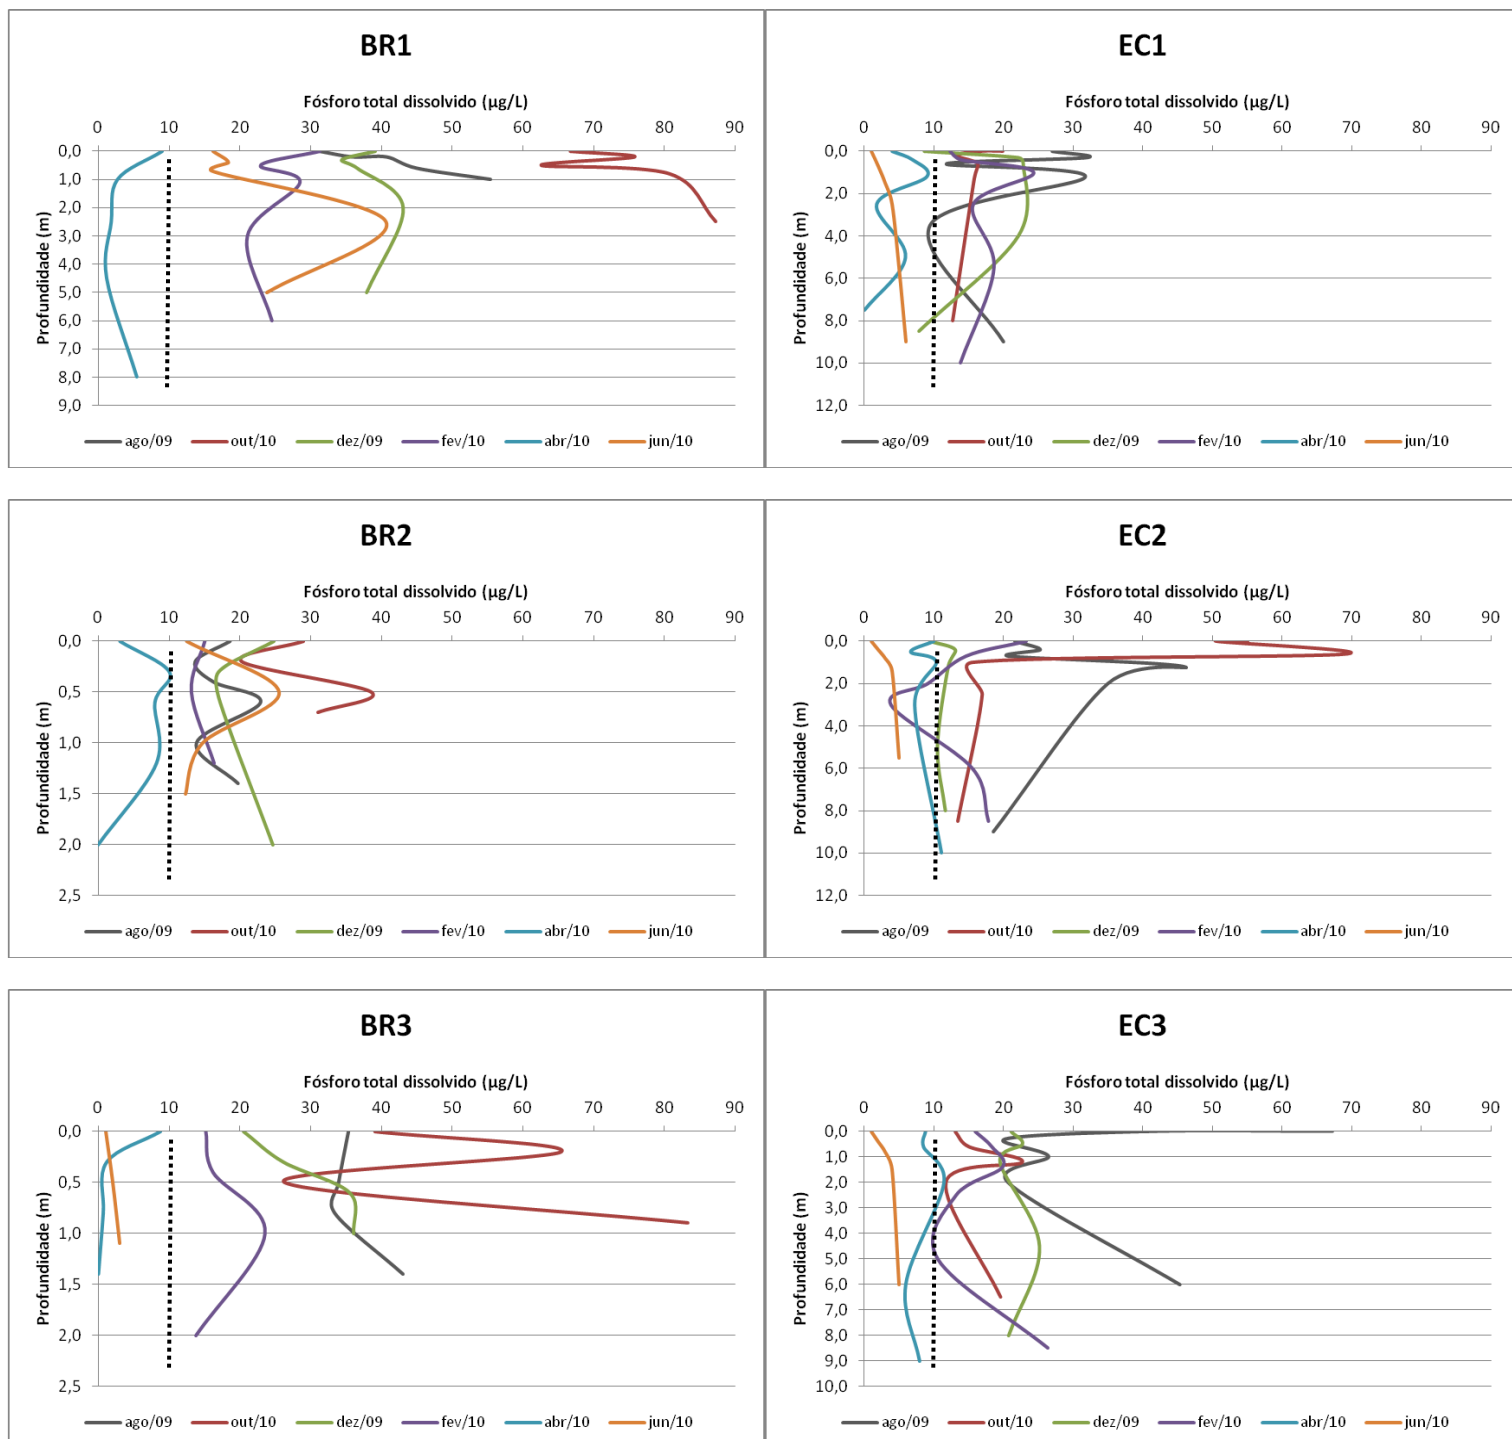 BR1
Fósforo total dissolvido (µg/L)
0 10 20 30 40 50 60 70 80 90
Profundidade (m)
0,0
1,0
2,0
3,0
4,0
5,0
6,0
7,0
8,0
9,0
ago/09 out/10 dez/09 fev/10 abr/10 jun/10
EC1
Fósforo total dissolvido (µg/L)
0 10 20 30 40 50 60 70 80 90
Profundidade (m)
0,0
2,0
4,0
6,0
8,0
10,0
12,0
ago/09 out/10 dez/09 fev/10 abr/10 jun/10
BR2
Fósforo total dissolvido (µg/L)
0 10 20 30 40 50 60 70 80 90
Profundidade (m)
0,0
0,5
1,0
1,5
2,0
2,5
ago/09 out/10 dez/09 fev/10 abr/10 jun/10
EC2
Fósforo total dissolvido (µg/L)
0 10 20 30 40 50 60 70 80 90
Profundidade (m)
0,0
2,0
4,0
6,0
8,0
10,0
12,0
ago/09 out/10 dez/09 fev/10 abr/10 jun/10
BR3
Fósforo total dissolvido (µg/L)
0 10 20 30 40 50 60 70 80 90
Profundidade (m)
0,0
0,5
1,0
1,5
2,0
2,5
ago/09 out/10 dez/09 fev/10 abr/10 jun/10
EC3
Fósforo total dissolvido (µg/L)
0 10 20 30 40 50 60 70 80 90
Profundidade (m)
0,0
1,0
2,0
3,0
4,0
5,0
6,0
7,0
8,0
9,0
10,0
ago/09 out/10 dez/09 fev/10 abr/10 jun/10